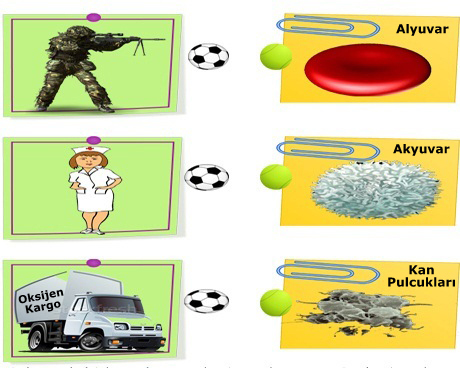 Alyuvar
Akyuvar
Oksijen
Kargo
Kan
Pulcukları